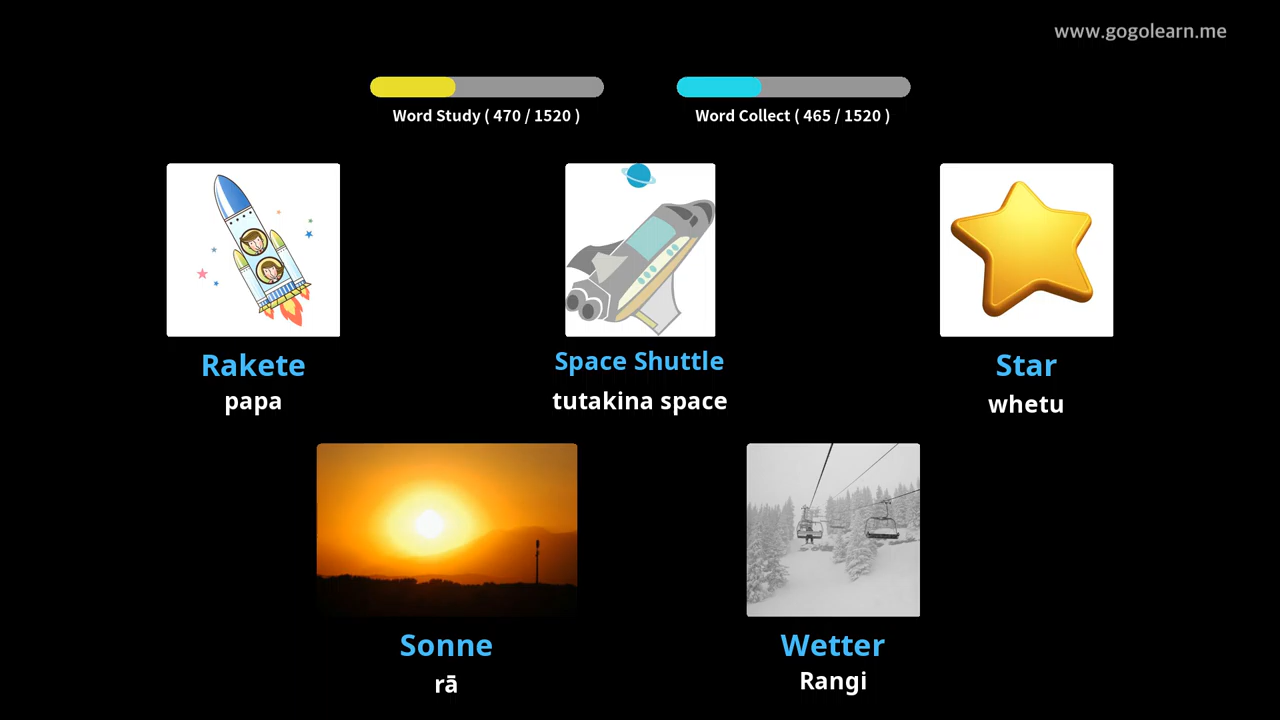 www.gogolearn.me
Word Study ( 470 / 1520 )
Word Collect ( 465 / 1520 )
Rakete
papa
Space Shuttle
tutakina space
Star
whetu
Sonne
rā
Wetter
Rangi